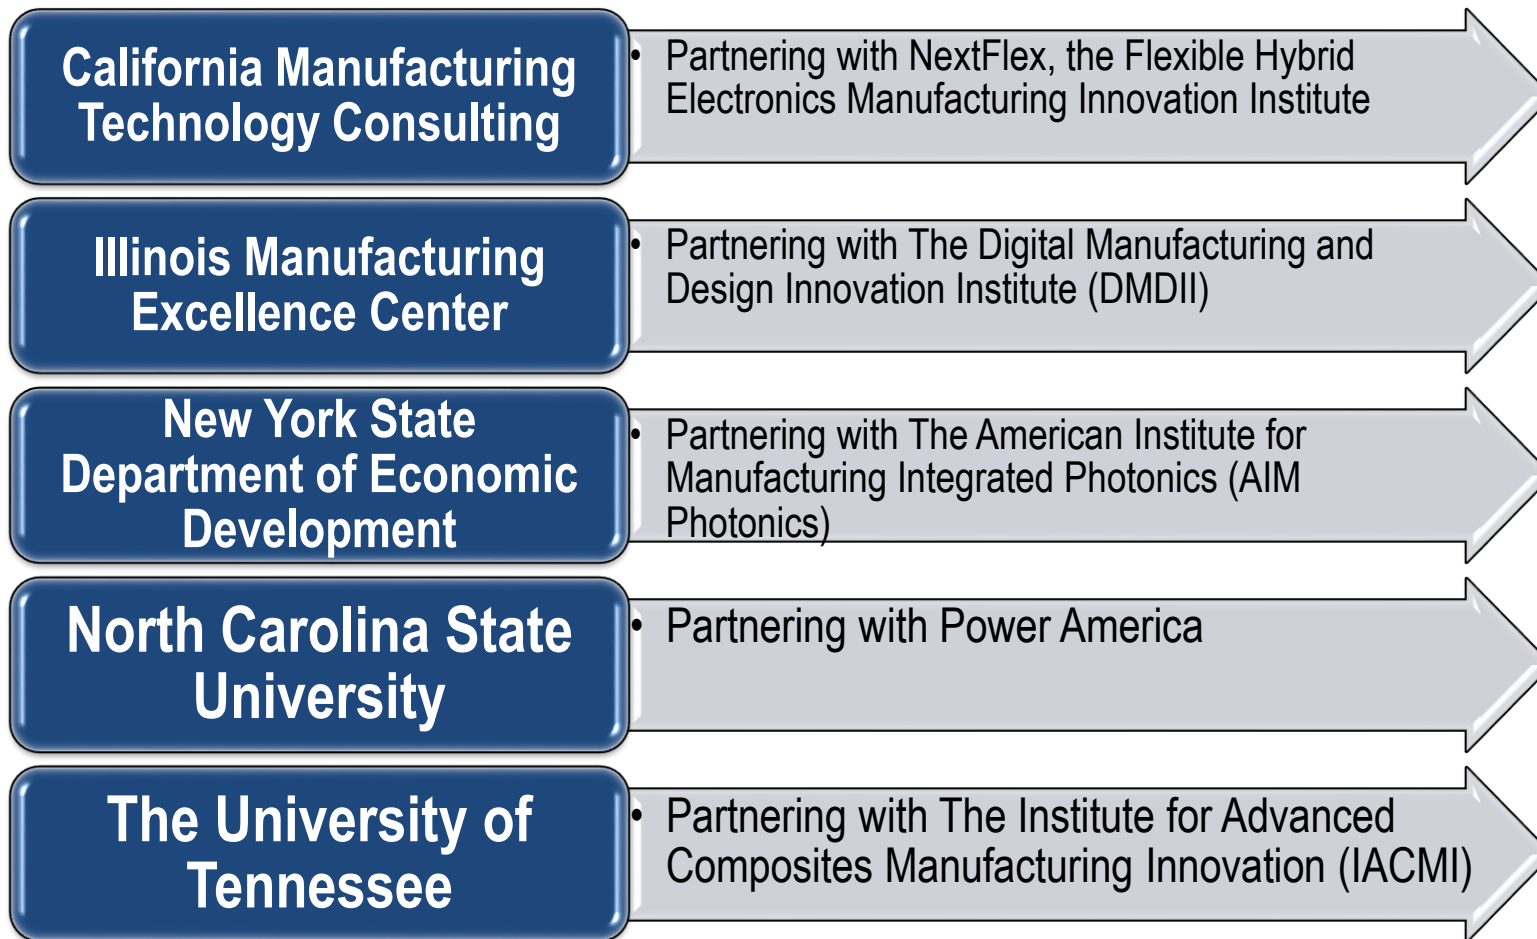 California Manufacturing
Technology Consulting
• Partnering with NextFlex, the Flexible Hybrid
Electronics Manufacturing Innovation Institute
Illinois Manufacturing
Excellence Center
• Partnering with The Digital Manufacturing and
Design Innovation Institute (DMDII)
New York State
Department of Economic
Development
• Partnering with The American Institute for
Manufacturing Integrated Photonics (AIM
Photonics)
North Carolina State
University
• Partnering with Power America
The University of
Tennessee
• Partnering with The Institute for Advanced
Composites Manufacturing Innovation (IACMI)